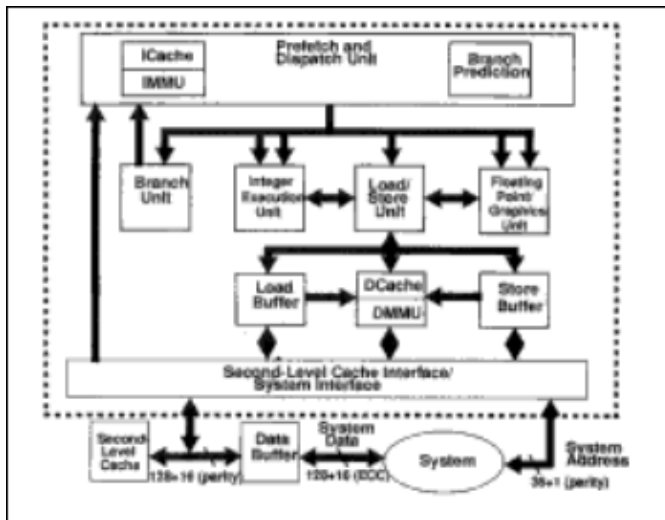 Prefetch and
Dispatch Unit
ICache
IMMU
Branch
Prediction
Branch
Unit
Integer
Execution
Unit
Load/
Store
Unit
Floating
Point/
Graphics
Unit
Load
Buffer
DCache
DMMU
Store
Buffer
Second-Level Cache Interface/
System Interface
Second-
Level
Cache
128+16 (parity)
Data
Buffer
System
Data
128+16 (ECC)
System
System
Address
36+1 (parity)